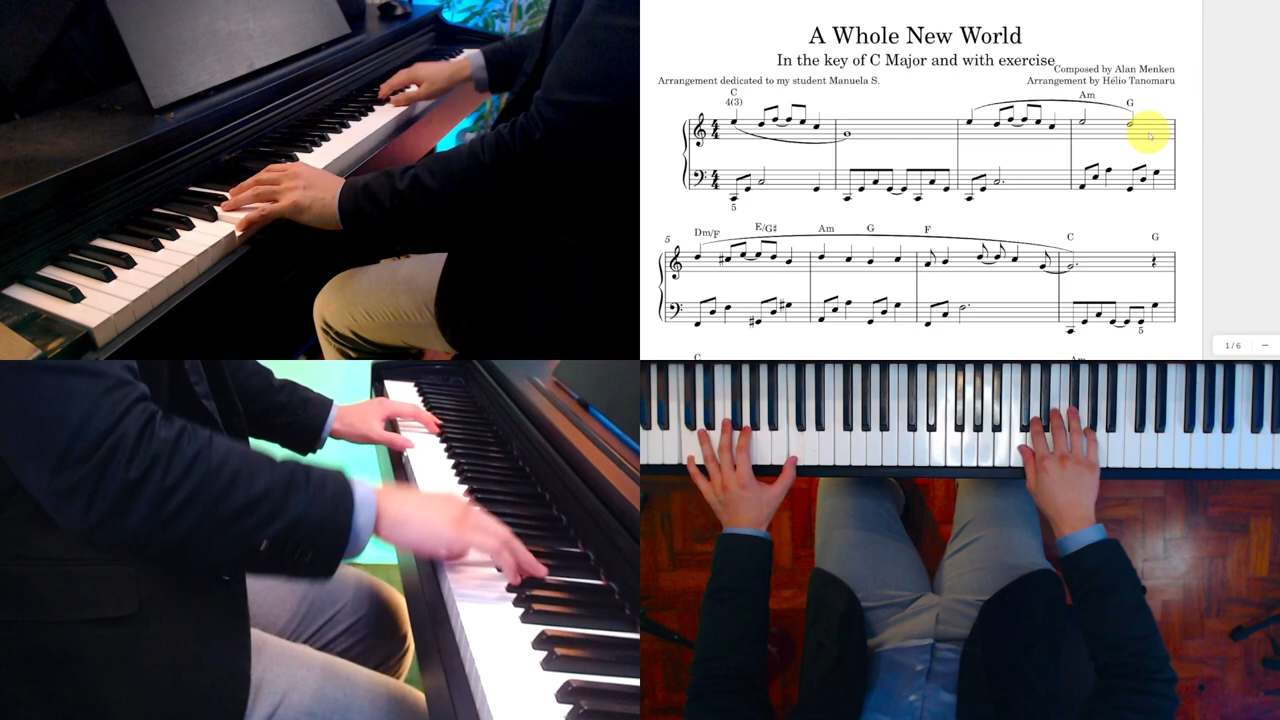 A Whole New World
In the key of C Major and with exercise
Composed by Alan Menken
Arrangement dedicated to my student Manuela S.
Arrangement by Hélio Tanomaru
C
4(3)
Am
G
5
5
Dm/F
E/G♯
Am
G
F
C
G
5
1 / 6
C
Am